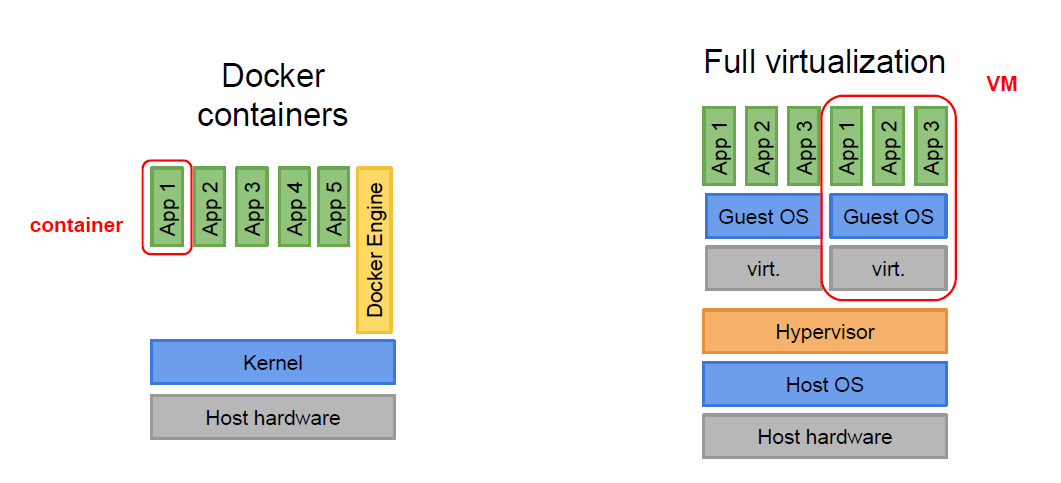 Docker
containers
container
App 1
App 2
App 3
App 4
App 5
Docker Engine
Kernel
Host hardware
Full virtualization
VM
App 1
App 2
App 3
App 1
App 2
App 3
Guest OS
Guest OS
virt.
virt.
Hypervisor
Host OS
Host hardware